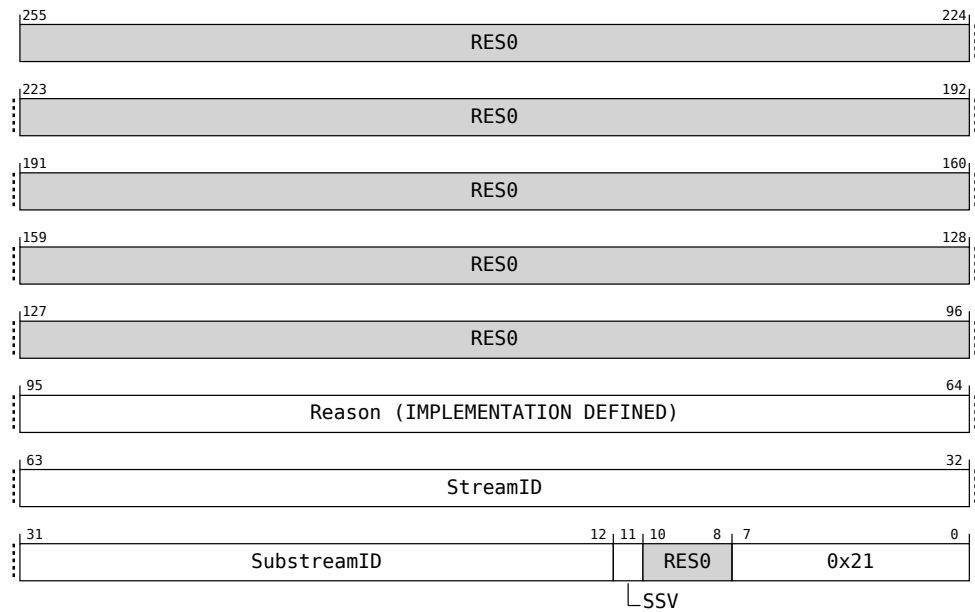 255 224
RES0
223 192
RES0
191 160
RES0
159 128
RES0
127 96
RES0
95 64
Reason (IMPLEMENTATION DEFINED)
63 32
StreamID
31 12 11 10 8 7 0
SubstreamID RES0 0x21
SSV